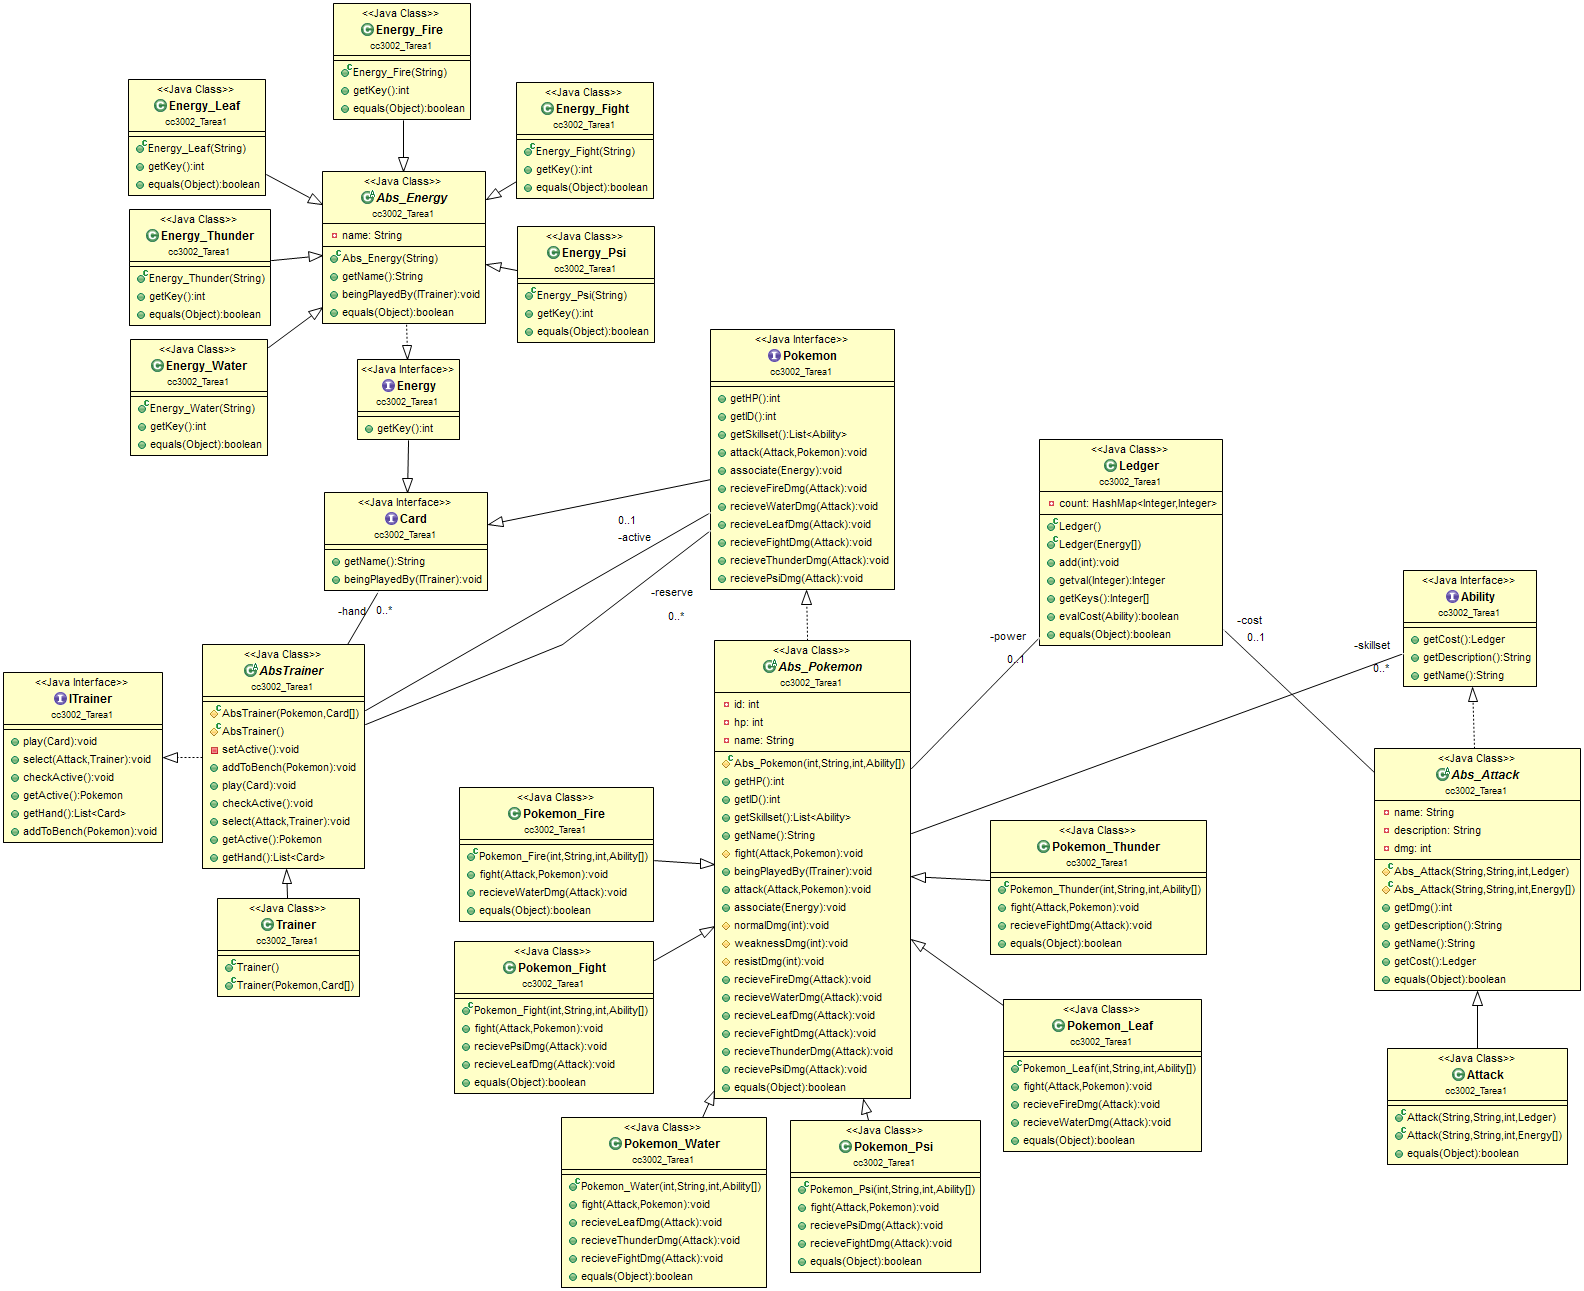 <<Java Class>>
Energy_Fire
cc3002_Tarea1
Energy_Fire(String)
getKey():int
equals(Object):boolean
<<Java Class>>
Energy_Leaf
cc3002_Tarea1
Energy_Leaf(String)
getKey():int
equals(Object):boolean
<<Java Class>>
Energy_Fight
cc3002_Tarea1
Energy_Fight(String)
getKey():int
equals(Object):boolean
<<Java Class>>
Abs_Energy
cc3002_Tarea1
name: String
Abs_Energy(String)
getName():String
beingPlayedBy(ITrainer):void
equals(Object):boolean
<<Java Class>>
Energy_Thunder
cc3002_Tarea1
Energy_Thunder(String)
getKey():int
equals(Object):boolean
<<Java Class>>
Energy_Psi
cc3002_Tarea1
Energy_Psi(String)
getKey():int
equals(Object):boolean
<<Java Class>>
Energy_Water
cc3002_Tarea1
Energy_Water(String)
getKey():int
equals(Object):boolean
<<Java Interface>>
Energy
cc3002_Tarea1
getKey():int
<<Java Interface>>
Pokemon
cc3002_Tarea1
getHP():int
getID():int
getSkillset():List<Ability>
attack(Attack,Pokemon):void
associate(Energy):void
recieveFireDmg(Attack):void
recieveWaterDmg(Attack):void
recieveLeafDmg(Attack):void
recieveFightDmg(Attack):void
recieveThunderDmg(Attack):void
recievePsiDmg(Attack):void
<<Java Class>>
Ledger
cc3002_Tarea1
count: HashMap<Integer,Integer>
Ledger()
Ledger(Energy[])
add(int):void
getval(Integer):Integer
getKeys():Integer[]
evalCost(Ability):boolean
equals(Object):boolean
<<Java Interface>>
Card
cc3002_Tarea1
getName():String
beingPlayedBy(ITrainer):void
0..1
-active
-reserve
0..*
-hand
0..*
<<Java Interface>>
Ability
cc3002_Tarea1
getCost():Ledger
getDescription():String
getName():String
-power
0..1
-cost
0..1
-skillset
0..*
<<Java Interface>>
ITrainer
cc3002_Tarea1
play(Card):void
select(Attack,Trainer):void
checkActive():void
getActive():Pokemon
getHand():List<Card>
addToBench(Pokemon):void
<<Java Class>>
AbsTrainer
cc3002_Tarea1
AbsTrainer(Pokemon,Card[])
AbsTrainer()
setActive():void
addToBench(Pokemon):void
play(Card):void
checkActive():void
select(Attack,Trainer):void
getActive():Pokemon
getHand():List<Card>
<<Java Class>>
Trainer
cc3002_Tarea1
Trainer()
Trainer(Pokemon,Card[])
<<Java Class>>
Abs_Pokemon
cc3002_Tarea1
id: int
hp: int
name: String
Abs_Pokemon(int,String,int,Ability[])
getHP():int
getID():int
getSkillset():List<Ability>
getName():String
fight(Attack,Pokemon):void
beingPlayedBy(ITrainer):void
attack(Attack,Pokemon):void
associate(Energy):void
normalDmg(int):void
weaknessDmg(int):void
resistDmg(int):void
recieveFireDmg(Attack):void
recieveWaterDmg(Attack):void
recieveLeafDmg(Attack):void
recieveFightDmg(Attack):void
recieveThunderDmg(Attack):void
recievePsiDmg(Attack):void
equals(Object):boolean
<<Java Class>>
Abs_Attack
cc3002_Tarea1
name: String
description: String
dmg: int
Abs_Attack(String,String,int,Ledger)
Abs_Attack(String,String,int,Energy[])
getDmg():int
getDescription():String
getName():String
getCost():Ledger
equals(Object):boolean
<<Java Class>>
Pokemon_Fire
cc3002_Tarea1
Pokemon_Fire(int,String,int,Ability[])
fight(Attack,Pokemon):void
recieveWaterDmg(Attack):void
equals(Object):boolean
<<Java Class>>
Pokemon_Thunder
cc3002_Tarea1
Pokemon_Thunder(int,String,int,Ability[])
fight(Attack,Pokemon):void
recieveFightDmg(Attack):void
equals(Object):boolean
<<Java Class>>
Pokemon_Fight
cc3002_Tarea1
Pokemon_Fight(int,String,int,Ability[])
fight(Attack,Pokemon):void
recievePsiDmg(Attack):void
recieveLeafDmg(Attack):void
equals(Object):boolean
<<Java Class>>
Pokemon_Leaf
cc3002_Tarea1
Pokemon_Leaf(int,String,int,Ability[])
fight(Attack,Pokemon):void
recieveFireDmg(Attack):void
recieveWaterDmg(Attack):void
equals(Object):boolean
<<Java Class>>
Attack
cc3002_Tarea1
Attack(String,String,int,Ledger)
Attack(String,String,int,Energy[])
equals(Object):boolean
<<Java Class>>
Pokemon_Water
cc3002_Tarea1
Pokemon_Water(int,String,int,Ability[])
fight(Attack,Pokemon):void
recieveLeafDmg(Attack):void
recieveThunderDmg(Attack):void
recieveFightDmg(Attack):void
equals(Object):boolean
<<Java Class>>
Pokemon_Psi
cc3002_Tarea1
Pokemon_Psi(int,String,int,Ability[])
fight(Attack,Pokemon):void
recievePsiDmg(Attack):void
recieveFightDmg(Attack):void
equals(Object):boolean